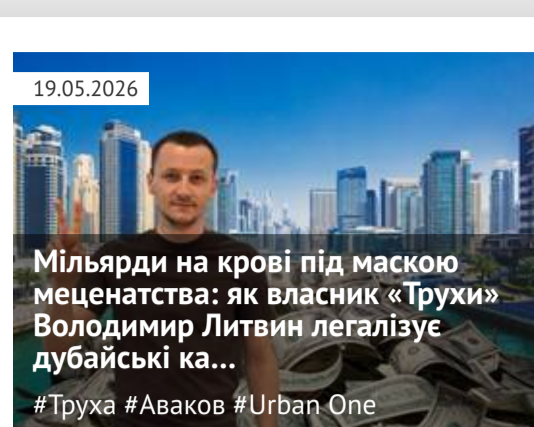 19.05.2026
Мільярди на крові під маскою
меценатства: як власник «Трухи»
Володимир Литвин легалізує
дубайські ка...
#Труха #Аваков #Urban One